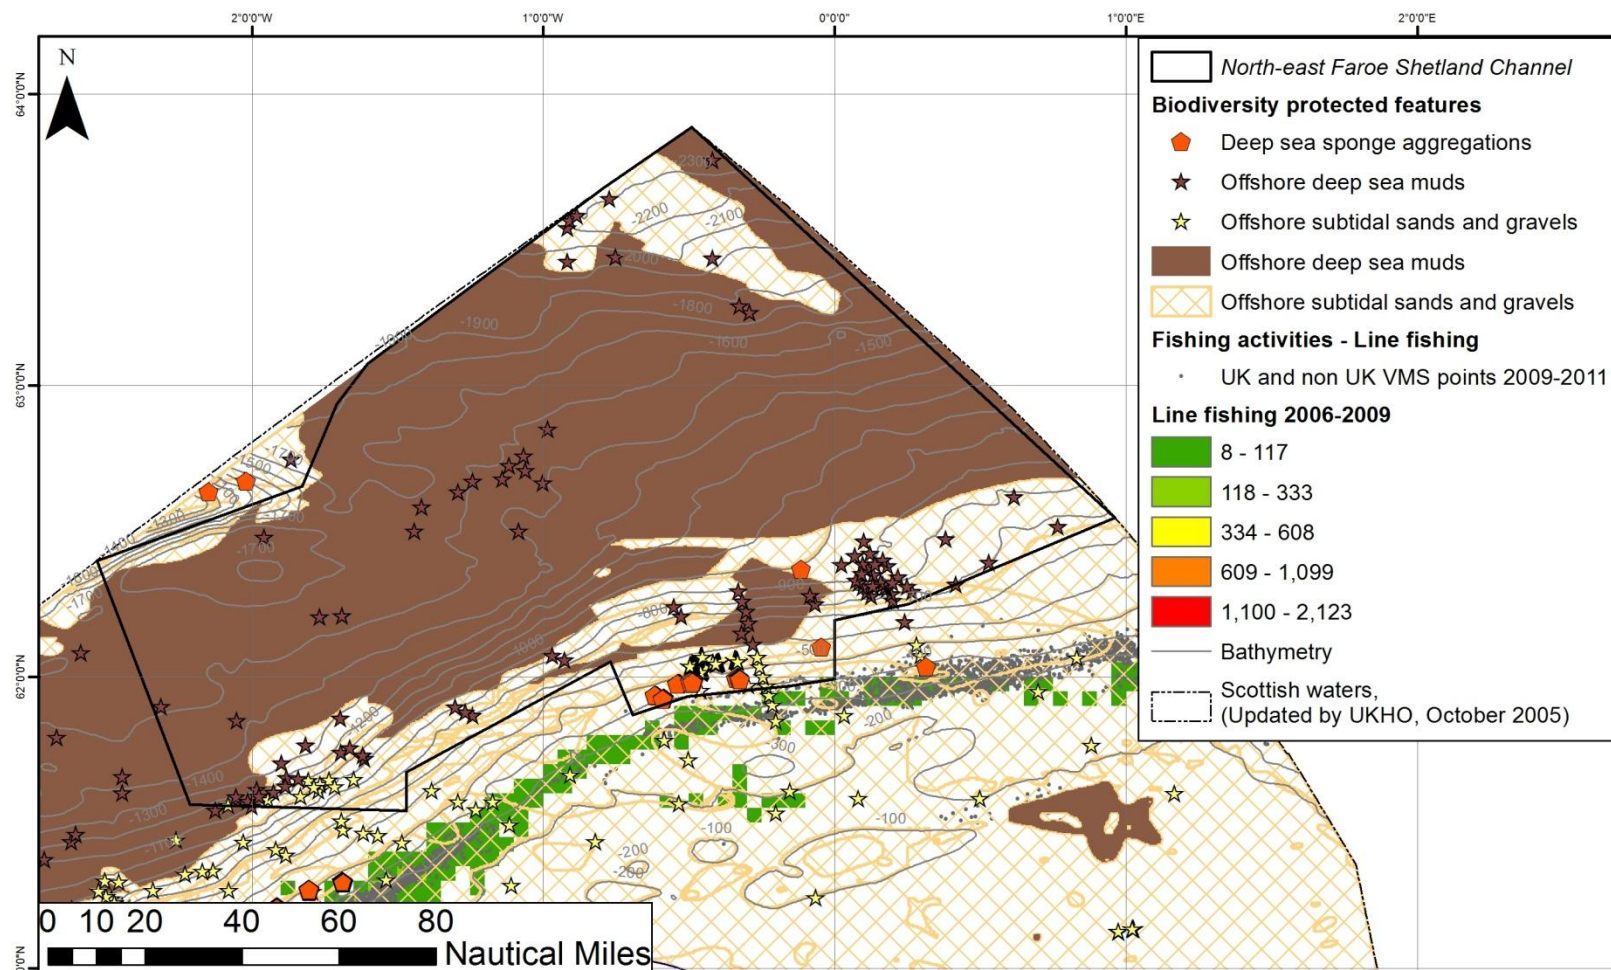 2°0'0"W 1°0'0"W 0°0'0" 1°0'0"E 2°0'0"E
N
64°0'0"N
63°0'0"N
62°0'0"N
North-east Faroe Shetland Channel
Biodiversity protected features
Deep sea sponge aggregations
Offshore deep sea muds
Offshore subtidal sands and gravels
Offshore deep sea muds
Offshore subtidal sands and gravels
Fishing activities - Line fishing
UK and non UK VMS points 2009-2011
Line fishing 2006-2009
8 - 117
118 - 333
334 - 608
609 - 1,099
1,100 - 2,123
Bathymetry
Scottish waters,
(Updated by UKHO, October 2005)
-2300
-2200
-2100
-2000
-1800
-1900
-1600
-1500
-1700
-1400
-1300
-1200
-200
-300
-100
-100
-200
-200
0 10 20 40 60 80
Nautical Miles